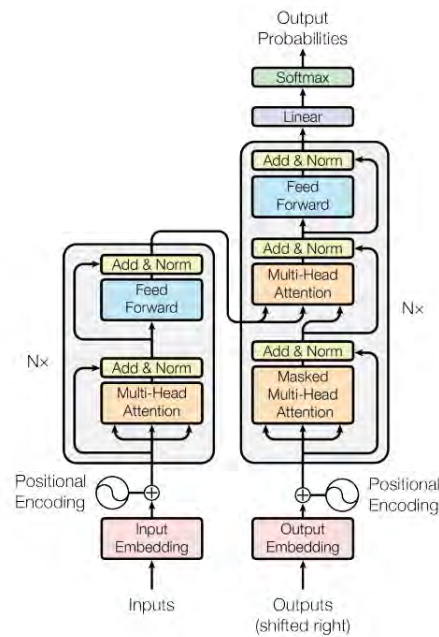 Output
Probabilities
Softmax
Linear
Add & Norm
Feed
Forward
Add & Norm
Multi-Head
Attention
Add & Norm
Masked
Multi-Head
Attention
Nx
Add & Norm
Feed
Forward
Add & Norm
Multi-Head
Attention
Nx
Positional
Encoding
Positional
Encoding
Input
Embedding
Output
Embedding
Inputs
Outputs
(shifted right)